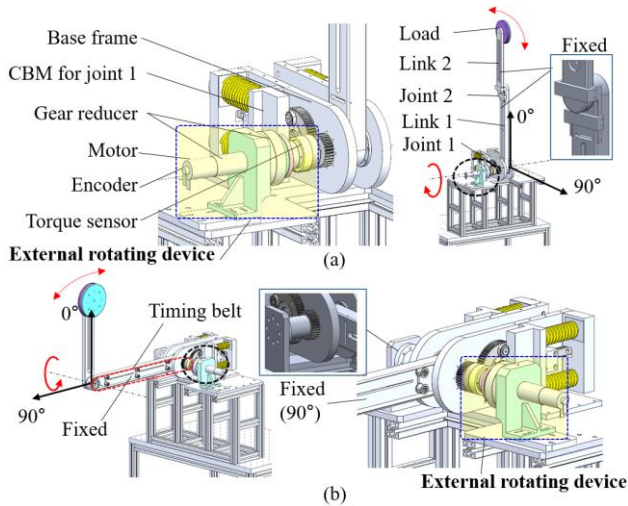 Base frame
CBM for joint 1
Gear reducer
Motor
Encoder
Torque sensor
External rotating device
(a)
Load
Link 2
Joint 2
Link 1
Joint 1
Fixed
0°
90°
0°
Timing belt
90°
Fixed
Fixed
(90°)
External rotating device
(b)